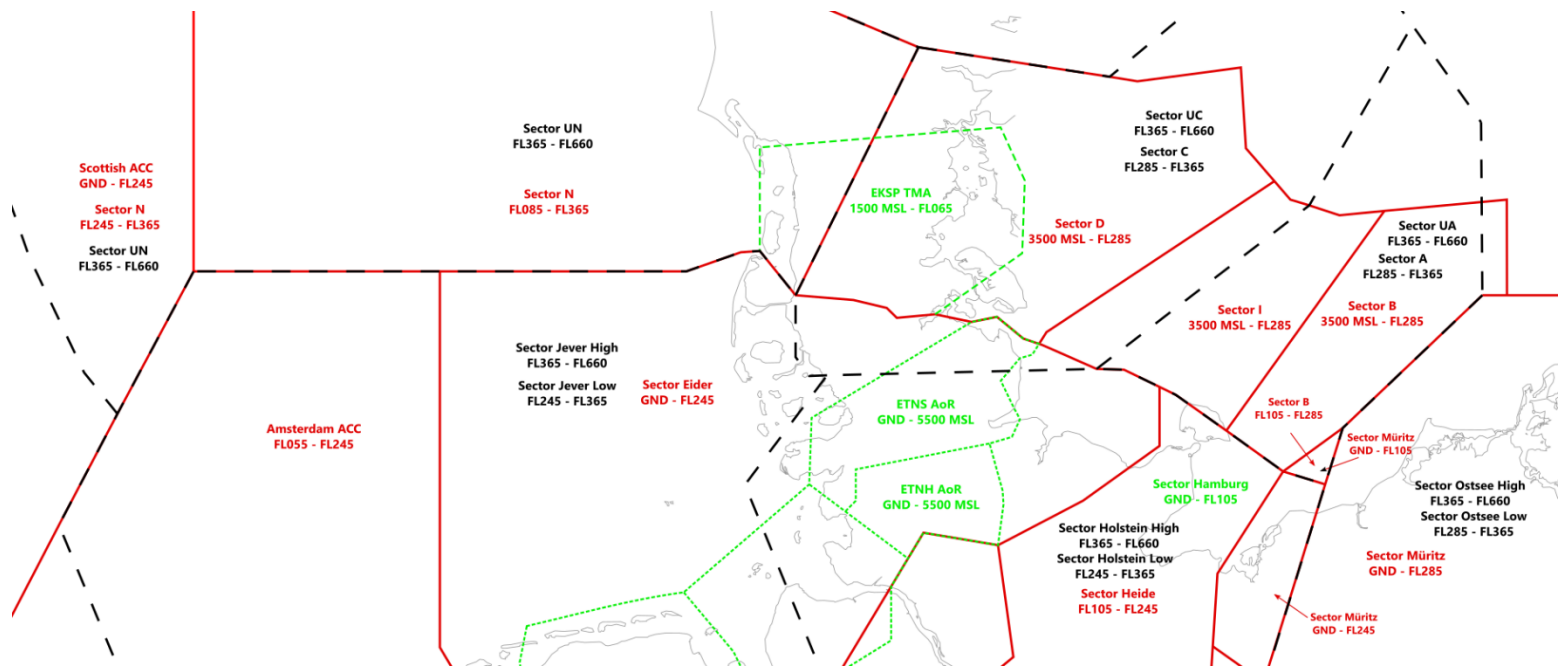 Scottish ACC
GND - FL245
Sector N
FL245 - FL365
Sector UN
FL365 - FL660
Sector UN
FL365 - FL660
Sector N
FL085 - FL365
EKSP TMA
1500 MSL - FL065
Sector UC
FL365 - FL660
Sector C
FL285 - FL365
Sector D
3500 MSL - FL285
Sector UA
FL365 - FL660
Sector A
FL285 - FL365
Sector I
3500 MSL - FL285
Sector B
3500 MSL - FL285
Sector Jever High
FL365 - FL660
Sector Jever Low
FL245 - FL365
Sector Eider
GND - FL245
Amsterdam ACC
FL055 - FL245
ETNS AoR
GND - 5500 MSL
ETNH AoR
GND - 5500 MSL
Sector B
FL105 - FL285
Sector Müritz
GND - FL105
Sector Hamburg
GND - FL105
Sector Ostsee High
FL365 - FL660
Sector Ostsee Low
FL285 - FL365
Sector Müritz
GND - FL285
Sector Holstein High
FL365 - FL660
Sector Holstein Low
FL245 - FL365
Sector Heide
FL105 - FL245
Sector Müritz
GND - FL245